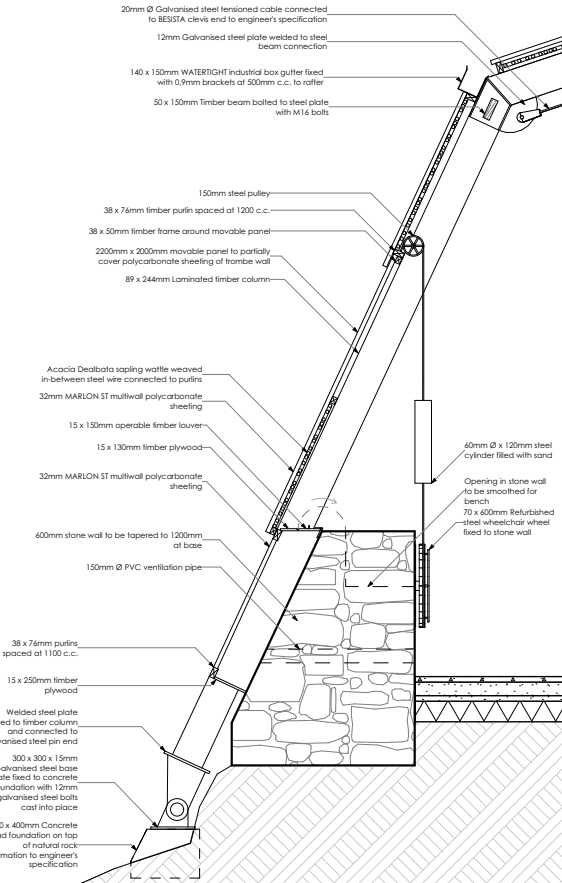 20mm Ø Galvanised steel tensioned cable connected
to BESISTA clevis end to engineer's specification
12mm Galvanised steel plate welded to steel
beam connection
140 x 150mm WATERTIGHT industrial box gutter fixed
with 0,9mm brackets at 500mm c.c. to rafter
50 x 150mm Timber beam bolted to steel plate
with M16 bolts
150mm steel pulley
38 x 76mm timber purlin spaced at 1200 c.c.
38 x 50mm timber frame around movable panel
2200mm x 2000mm movable panel to partially
cover polycarbonate sheeting of trombe wall
89 x 244mm Laminated timber column
Acacia Dealbata sapling wattle weaved
in-between steel wire connected to purlins
32mm MARLON ST multiwall polycarbonate
sheeting
15 x 150mm operable timber louver
15 x 130mm timber plywood
32mm MARLON ST multiwall polycarbonate
sheeting
60mm Ø x 120mm steel
cylinder filled with sand
Opening in stone wall
to be smoothed for
bench
70 x 600mm Refurbished
steel wheelchair wheel
fixed to stone wall
600mm stone wall to be tapered to 1200mm
at base
150mm Ø PVC ventilation pipe
38 x 76mm purlins
spaced at 1100 c.c.
15 x 250mm timber
plywood
Welded steel plate
to timber column
and connected to
steel pin end
300 x 300 x 15mm
steel base
fixed to concrete
with 12mm
galvanised steel bolts
cast into place
x 400mm Concrete
foundation on top
of natural rock
to engineer's
specification